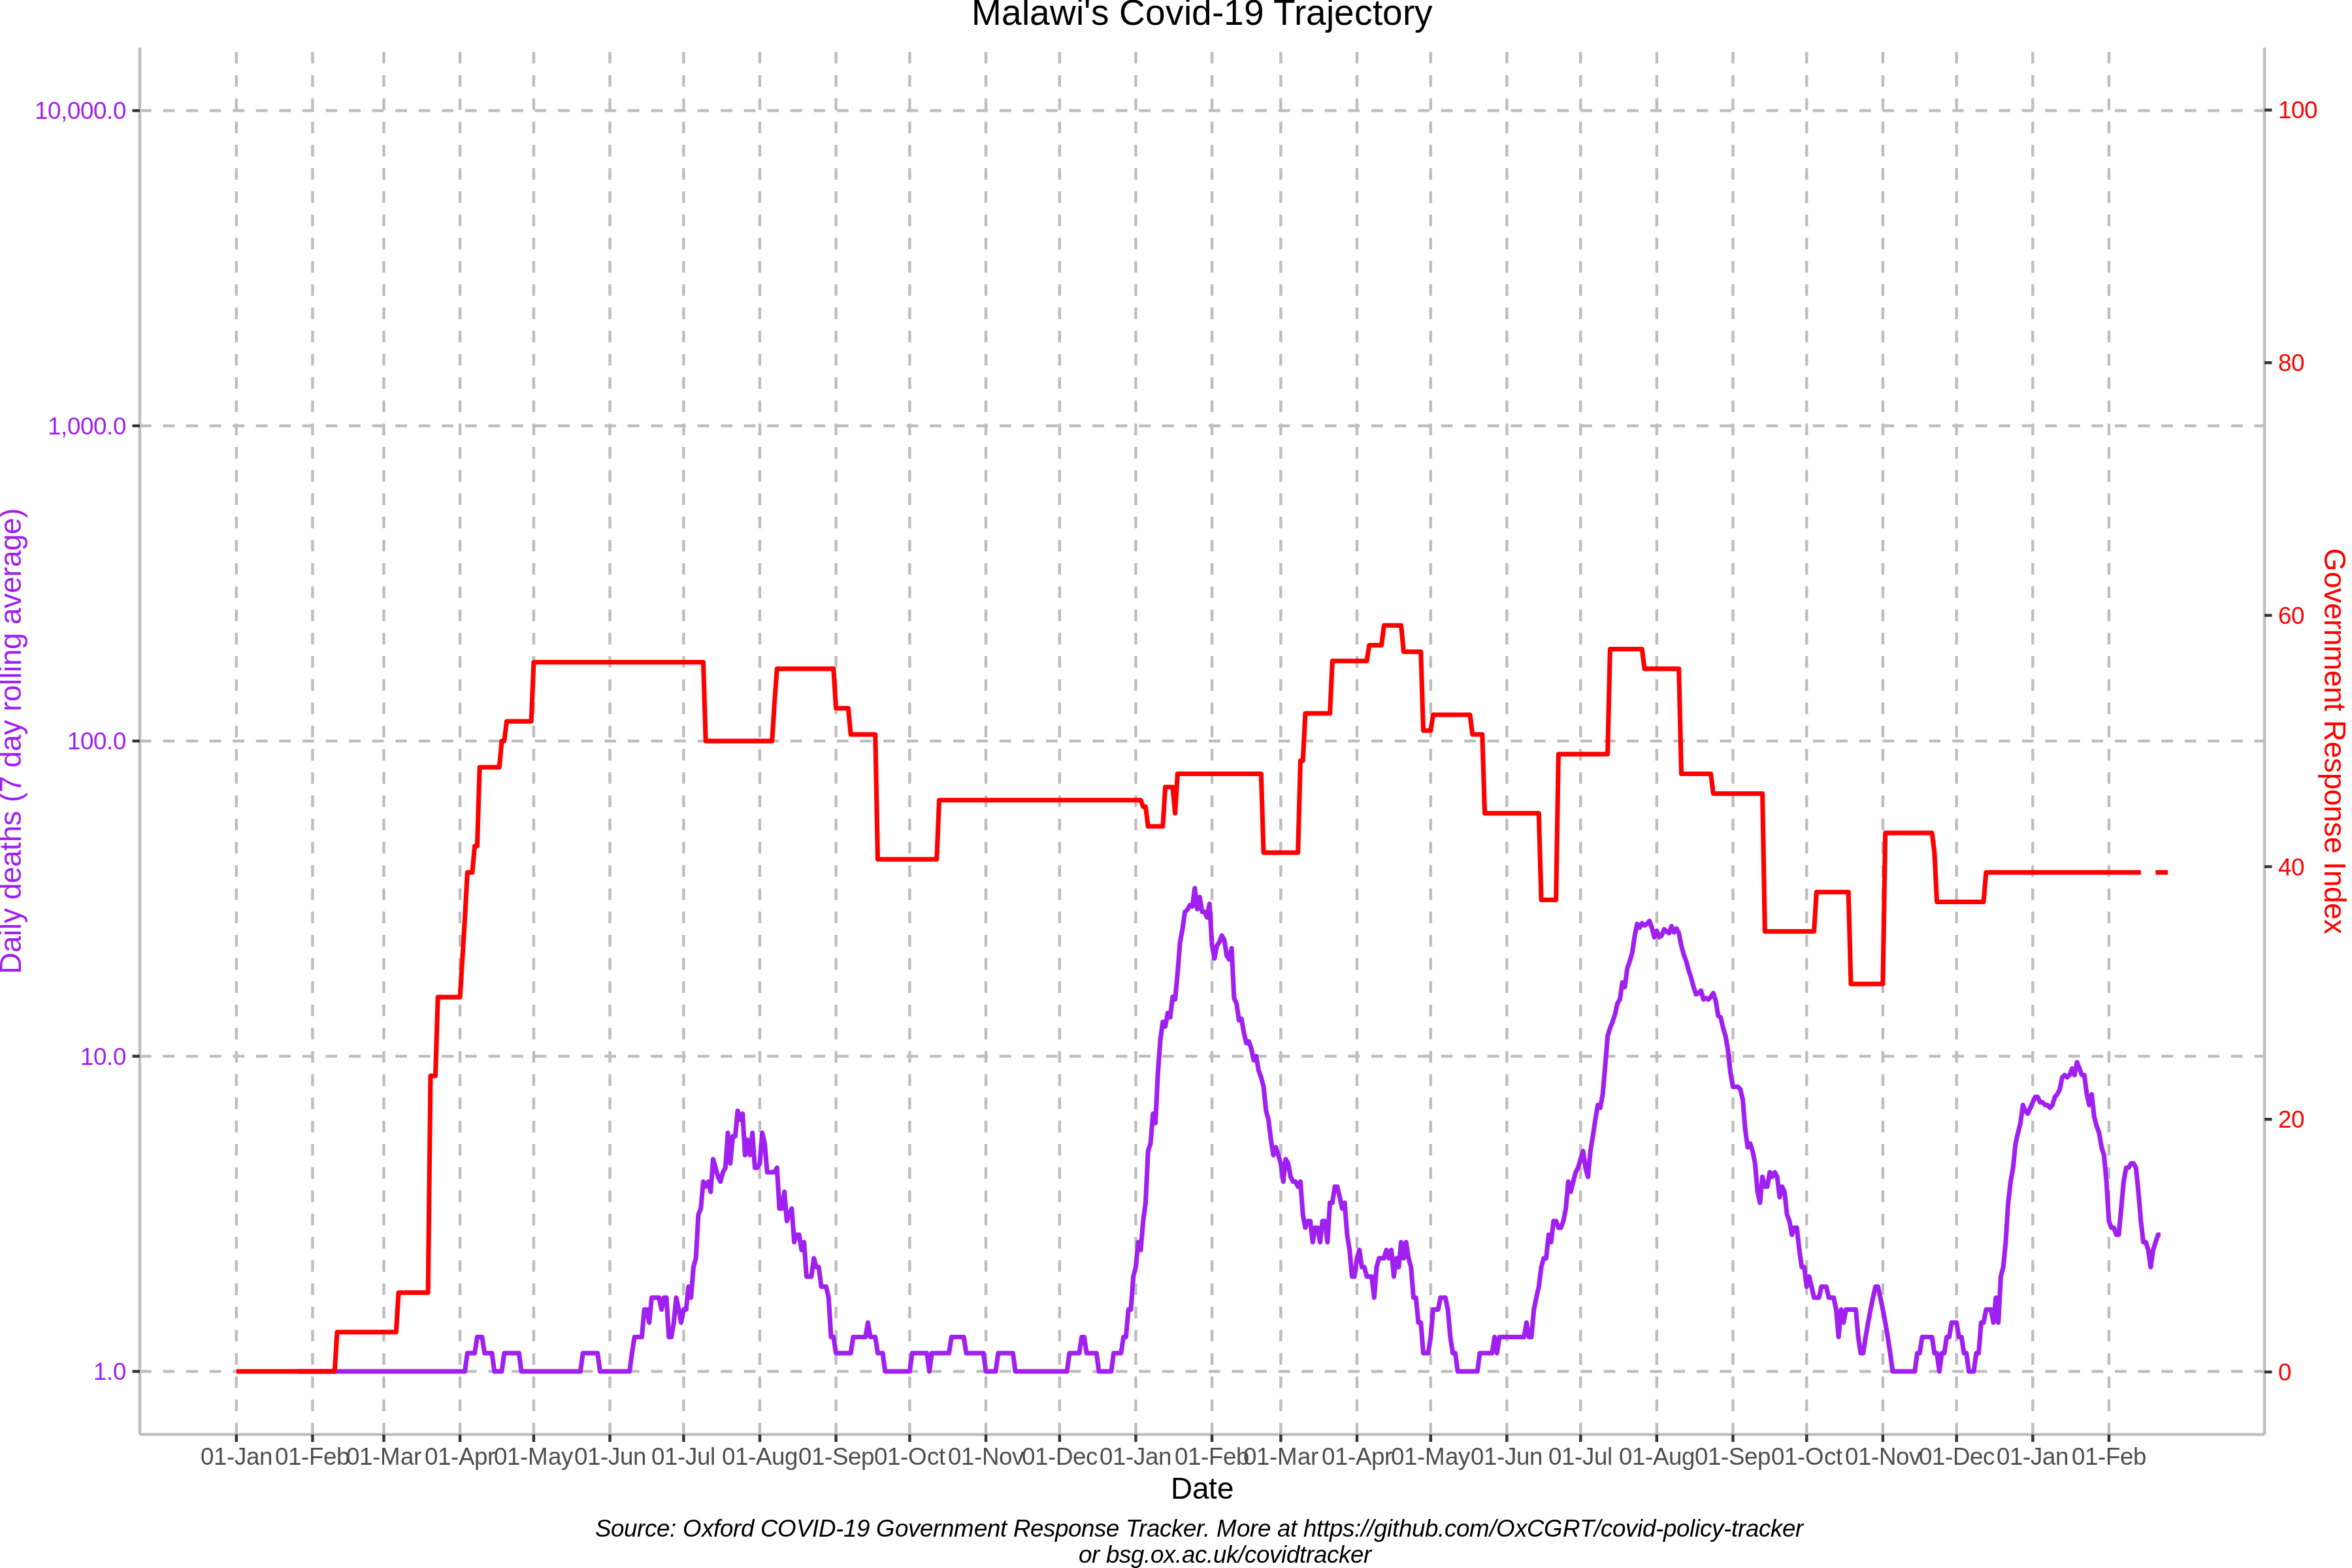 Malawi's Covid-19 Trajectory
10,000.0
1,000.0
100.0
10.0
1.0
Daily deaths (7 day rolling average)
100
80
60
40
20
0
Government Response Index
01-Jan 01-Feb 01-Mar 01-Apr 01-May 01-Jun 01-Jul 01-Aug 01-Sep 01-Oct 01-Nov 01-Dec 01-Jan 01-Feb 01-Mar 01-Apr 01-May 01-Jun 01-Jul 01-Aug 01-Sep 01-Oct 01-Nov 01-Dec 01-Jan 01-Feb
Date
Source: Oxford COVID-19 Government Response Tracker. More at https://github.com/OxCGRT/covid-policy-tracker
or bsg.ox.ac.uk/covidtracker